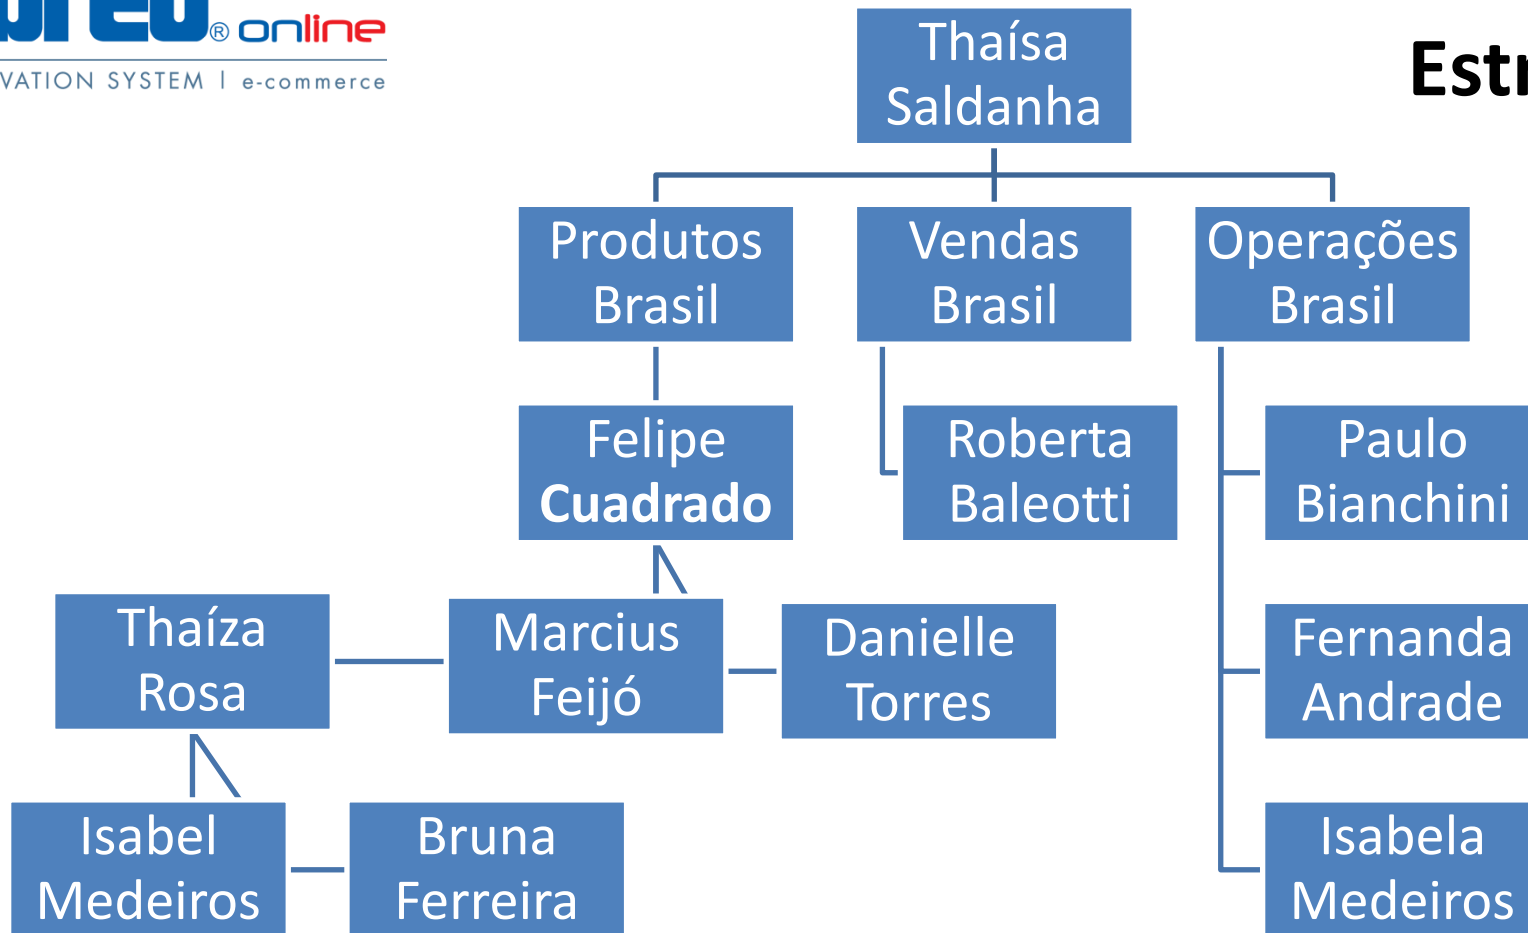 ® online
VATION SYSTEM | e-commerce
Estr
Thaísa
Saldanha
Produtos
Brasil
Vendas
Brasil
Operações
Brasil
Felipe
Cuadrado
Roberta
Baleotti
Paulo
Bianchini
Thaíza
Rosa
Marcius
Feijó
Danielle
Torres
Fernanda
Andrade
Isabel
Medeiros
Bruna
Ferreira
Isabela
Medeiros